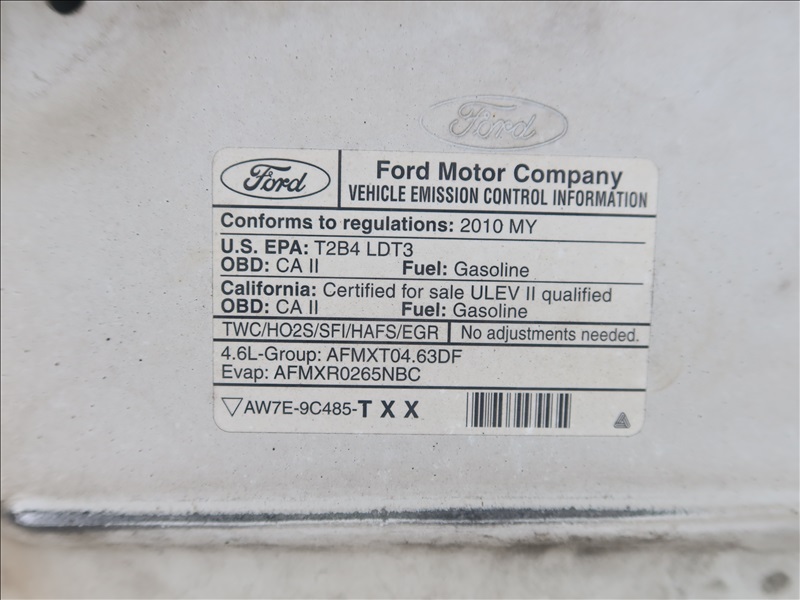 Ford
Ford
Ford Motor Company
VEHICLE EMISSION CONTROL INFORMATION
Conforms to regulations: 2010 MY
U.S. EPA: T2B4 LDT3
OBD: CA II Fuel: Gasoline
California: Certified for sale ULEV II qualified
OBD: CA II Fuel: Gasoline
TWC/HO2S/SFI/HAFS/EGR No adjustments needed.
4.6L-Group: AFMXT04.63DF
Evap: AFMXR0265NBC
AW7E-9C485-TXX